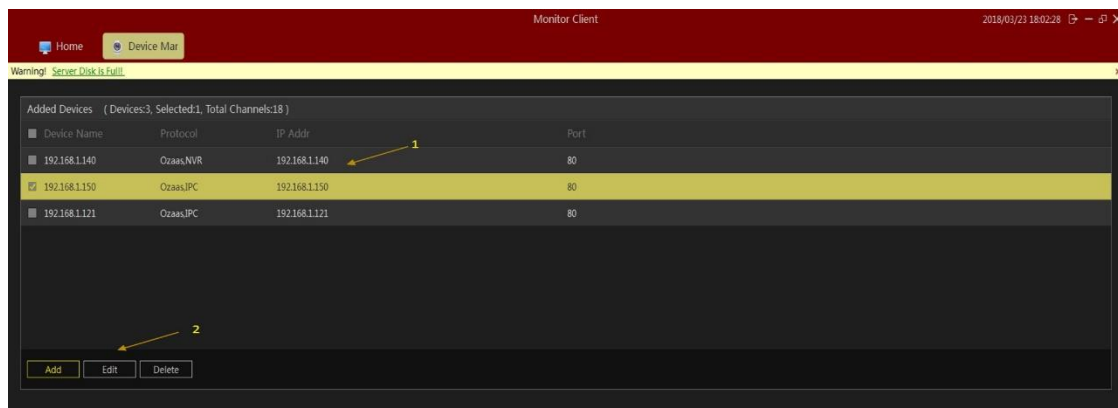 Monitor Client
2018/03/23 18:02:28
Home
Device Mar
Warning! Server Disk is Full!
Added Devices ( Devices:3, Selected:1, Total Channels:18 )
Device Name Protocol IP Addr Port
1
192.168.1.140 Ozaas,NVR 192.168.1.140 80
192.168.1.150 Ozaas,IPC 192.168.1.150 80
192.168.1.121 Ozaas,IPC 192.168.1.121 80
2
Add Edit Delete